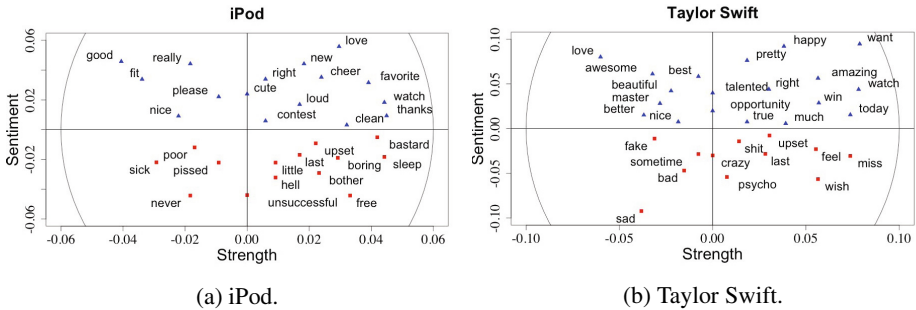 iPod
Taylor Swift
0.06
0.02
-0.02
-0.06
Sentiment
good
really
fit
please
nice
love
new
right
cheer
cute
favorite
loud
watch
contest
thanks
clean
bastard
poor
upset
sick
pissed
last
boring
sleep
little
bother
hell
never
unsuccessful
free
-0.06
-0.04
-0.02
0.00
0.02
0.04
0.06
Strength
0.10
0.05
0.00
-0.05
-0.10
Sentiment
love
awesome
best
beautiful
master
better
nice
happy
want
pretty
amazing
talented
right
watch
opportunity
win
true
much
today
fake
shit
upset
sometime
crazy
last
feel
miss
bad
psycho
wish
sad
-0.10
-0.05
0.00
0.05
0.10
Strength
(a) iPod.
(b) Taylor Swift.